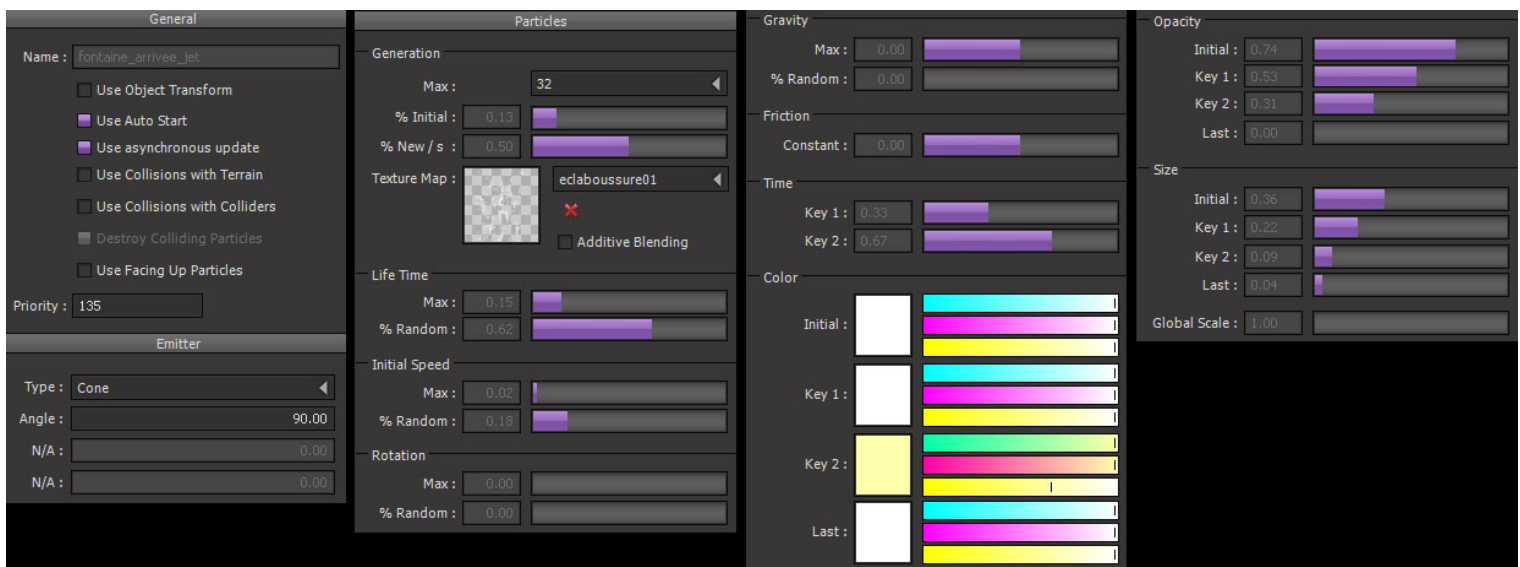 General
Name : fontaine_arrivee_jet
Use Object Transform
Use Auto Start
Use asynchronous update
Use Collisions with Terrain
Use Collisions with Colliders
Destroy Colliding Particles
Use Facing Up Particles
Priority : 135
Emitter
Type : Cone
Angle : 90.00
N/A : 0.00
N/A : 0.00
Particles
Generation
Max : 32
% Initial : 0.13
% New / s : 0.50
Texture Map : eclaboussure01
Additive Blending
Life Time
Max : 0.15
% Random : 0.62
Initial Speed
Max : 0.02
% Random : 0.18
Rotation
Max : 0.00
% Random : 0.00
Gravity
Max : 0.00
% Random : 0.00
Friction
Constant : 0.00
Time
Key 1 : 0.33
Key 2 : 0.67
Color
Initial :
Key 1 :
Key 2 :
Last :
Opacity
Initial : 0.74
Key 1 : 0.53
Key 2 : 0.31
Last : 0.00
Size
Initial : 0.36
Key 1 : 0.22
Key 2 : 0.09
Last : 0.04
Global Scale : 1.00